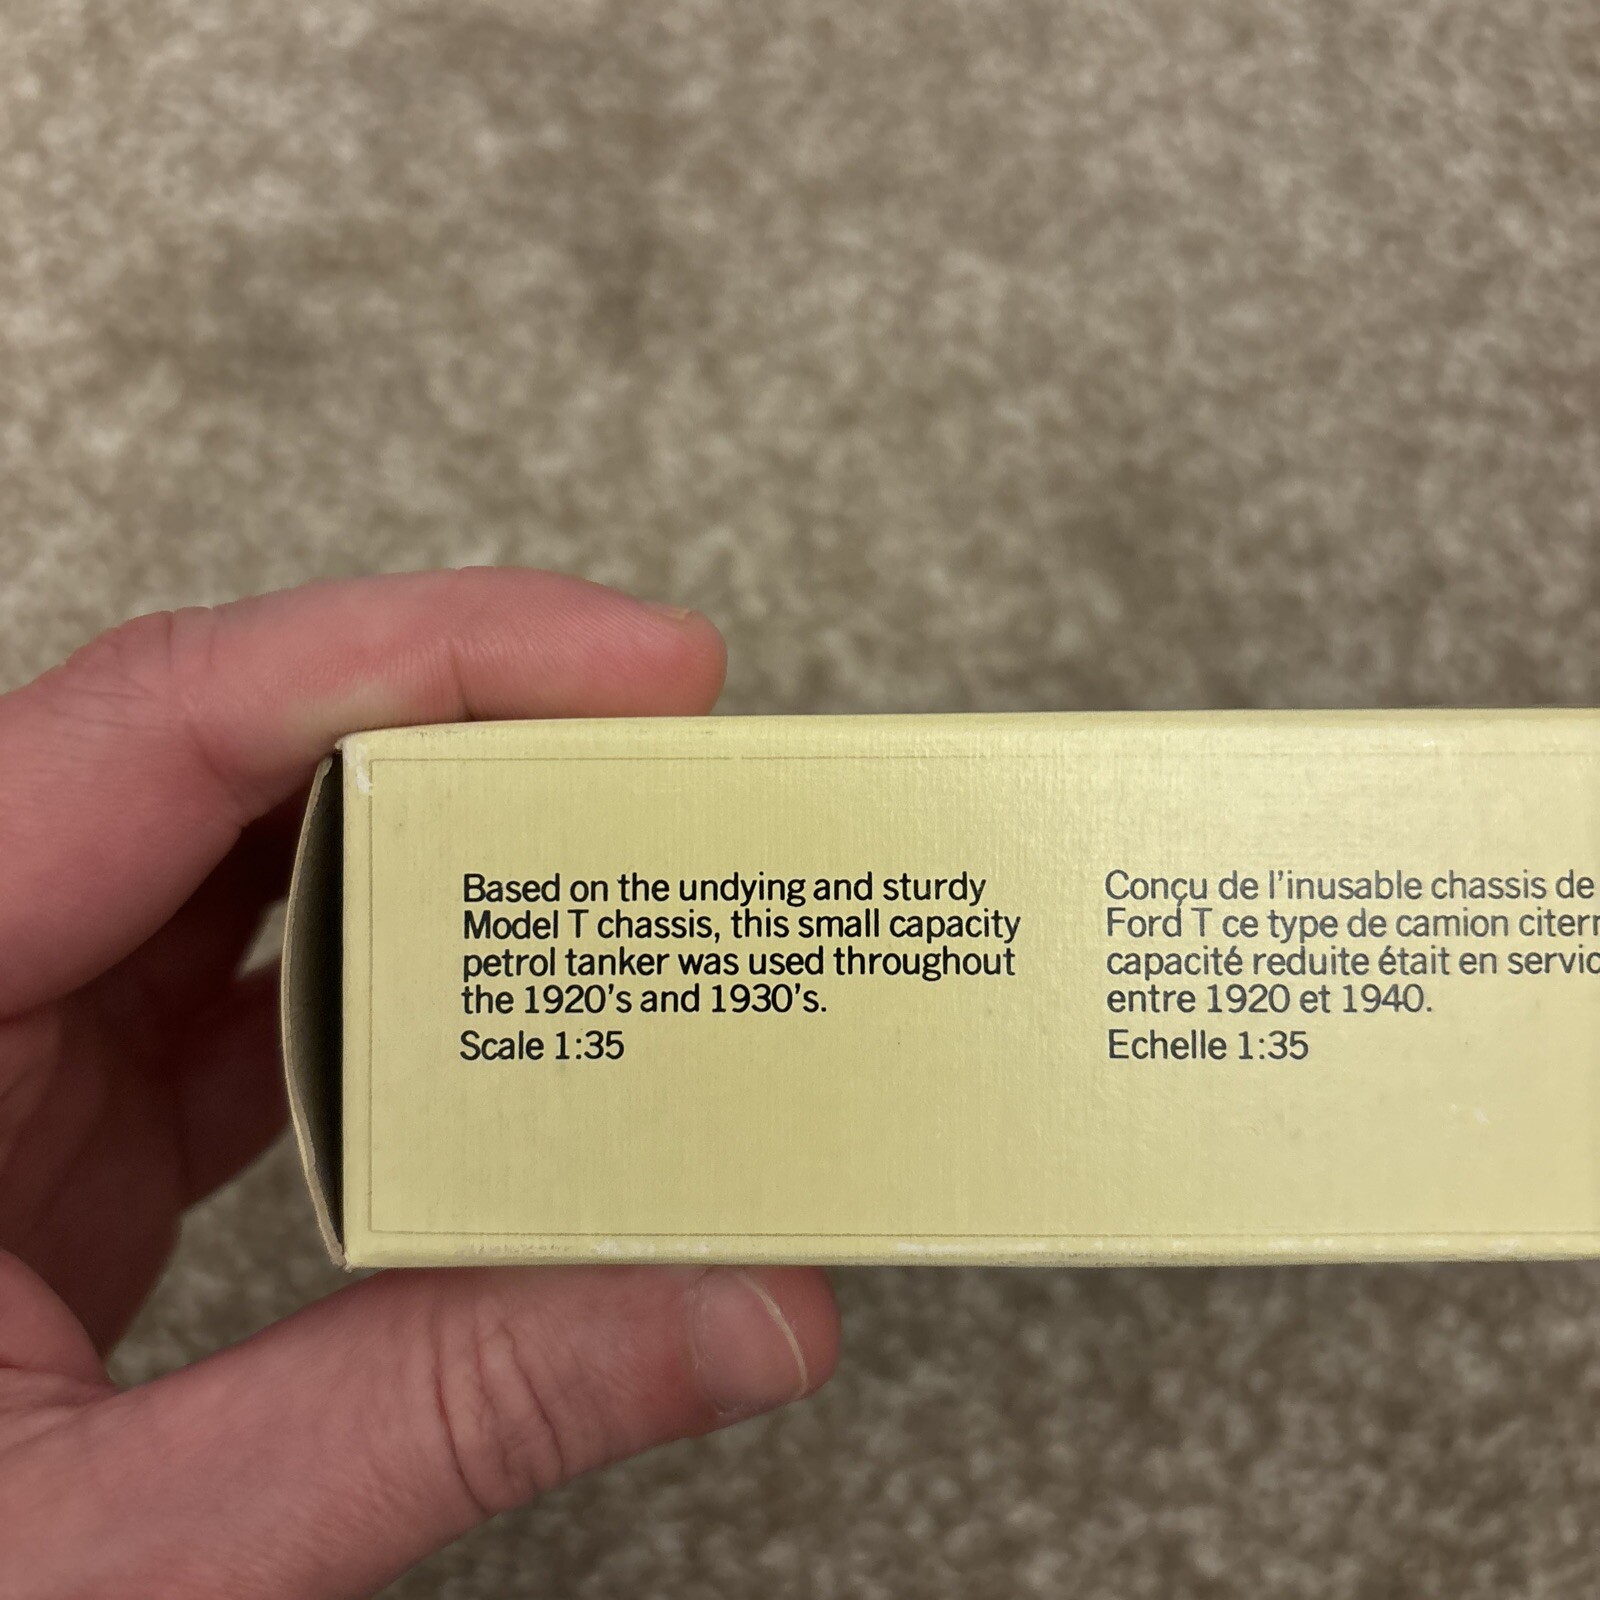 Based on the undying and sturdy
Model T chassis, this small capacity
petrol tanker was used throughout
the 1920's and 1930's.
Scale 1:35
Conçu de l'inusable chassis de
Ford T ce type de camion
capacité reduite était en
entre 1920 et 1940.
Echelle 1:35